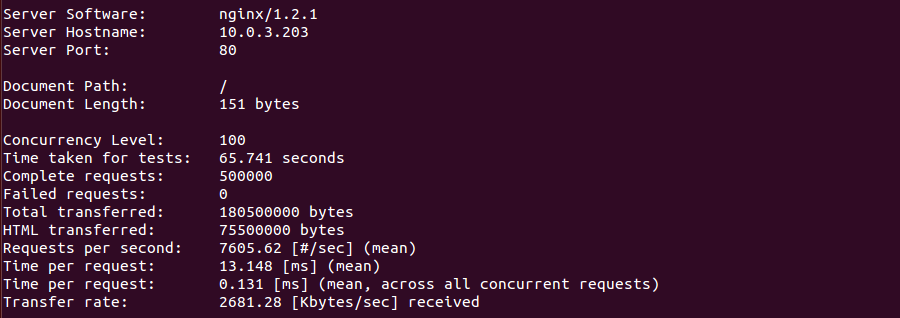 Server Software: nginx/1.2.1
Server Hostname: 10.0.3.203
Server Port: 80
Document Path: /
Document Length: 151 bytes
Concurrency Level: 100
Time taken for tests: 65.741 seconds
Complete requests: 500000
Failed requests: 0
Total transferred: 180500000 bytes
HTML transferred: 75500000 bytes
Requests per second: 7605.62 [#/sec] (mean)
Time per request: 13.148 [ms] (mean)
Time per request: 0.131 [ms] (mean, across all concurrent requests)
Transfer rate: 2681.28 [Kbytes/sec] received